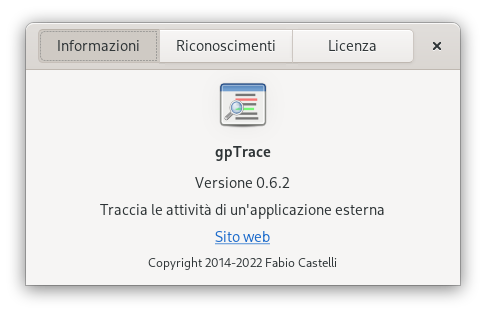 Informazioni Riconoscimenti Licenza
gpTrace
Versione 0.6.2
Traccia le attività di un'applicazione esterna
Sito web
Copyright 2014-2022 Fabio Castelli